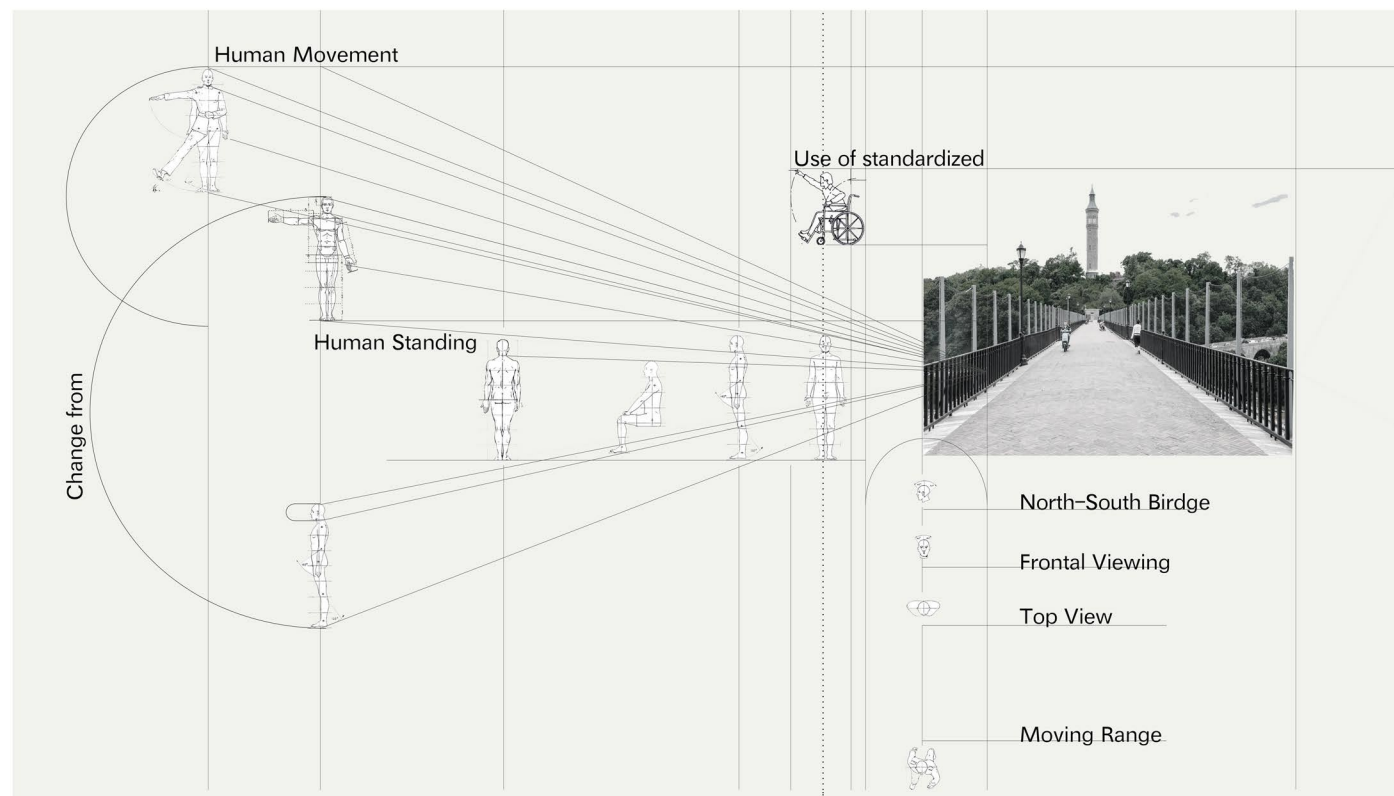 Human Movement
Use of standardized
Human Standing
Change from
North-South Birdge
Frontal Viewing
Top View
Moving Range